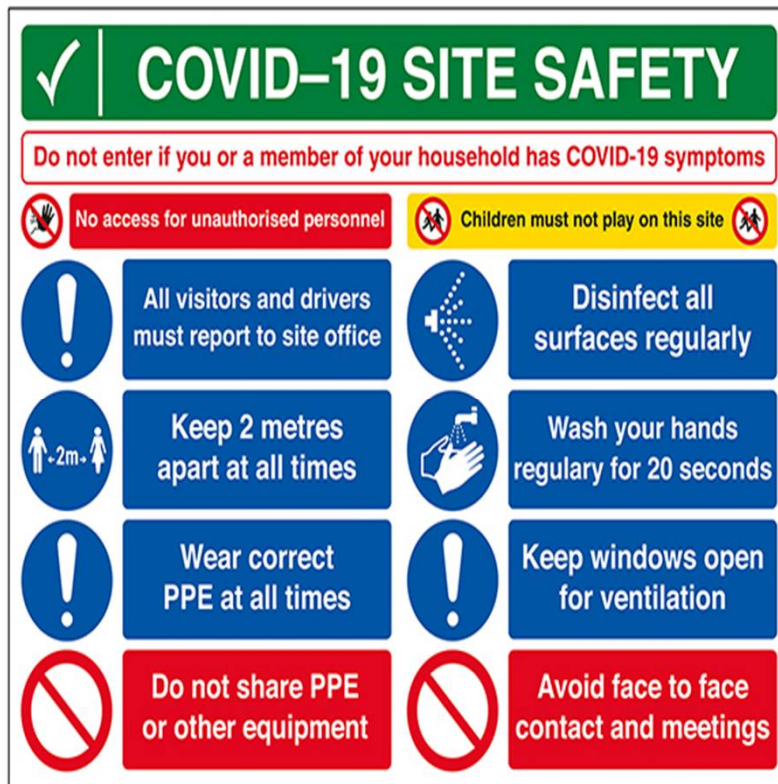 COVID–19 SITE SAFETY
Do not enter if you or a member of your household has COVID-19 symptoms
No access for unauthorised personnel
Children must not play on this site
All visitors and drivers
must report to site office
Disinfect all
surfaces regularly
2m
Keep 2 metres
apart at all times
Wash your hands
regulary for 20 seconds
Wear correct
PPE at all times
Keep windows open
for ventilation
Do not share PPE
or other equipment
Avoid face to face
contact and meetings